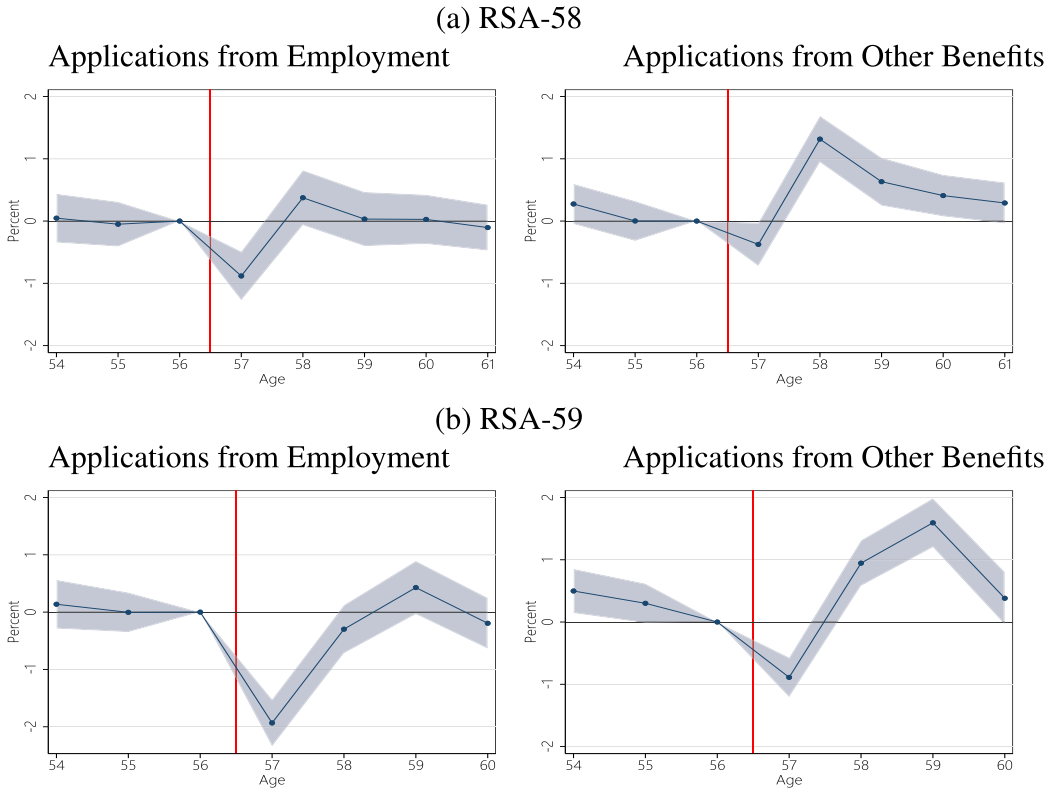 (a) RSA-58
Applications from Employment
Applications from Other Benefits
2
1
0
-1
-2
Percent
54 55 56 57 58 59 60 61
Age
2
1
0
-1
-2
Percent
54 55 56 57 58 59 60 61
Age
(b) RSA-59
Applications from Employment
Applications from Other Benefits
2
1
0
-1
-2
Percent
54 55 56 57 58 59 60
Age
2
1
0
-1
-2
Percent
54 55 56 57 58 59 60
Age